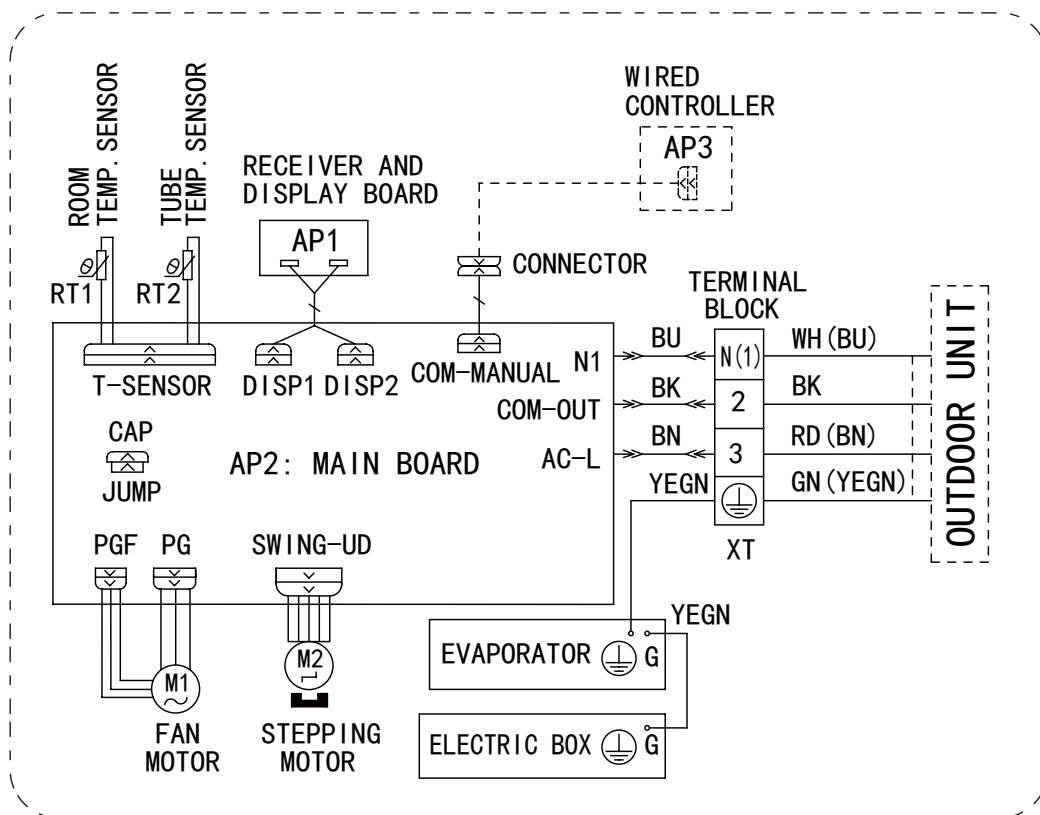 WIRED
CONTROLLER
AP3
ROOM
TEMP. SENSOR
TUBE
TEMP. SENSOR
RECEIVER AND
DISPLAY BOARD
AP1
θ
RT1
θ
RT2
CONNECTOR
TERMINAL
BLOCK
T-SENSOR
DISP1
DISP2
COM-MANUAL
N1
BU
N(1)
WH(BU)
COM-OUT
BK
2
BK
CAP
JUMP
AP2: MAIN BOARD
AC-L
BN
3
RD(BN)
YEGN
GN(YEGN)
OUTDOOR UNIT
XT
PGF
PG
SWING-UD
YEGN
EVAPORATOR
G
M1
M2
FAN
MOTOR
STEPPING
MOTOR
ELECTRIC BOX
G